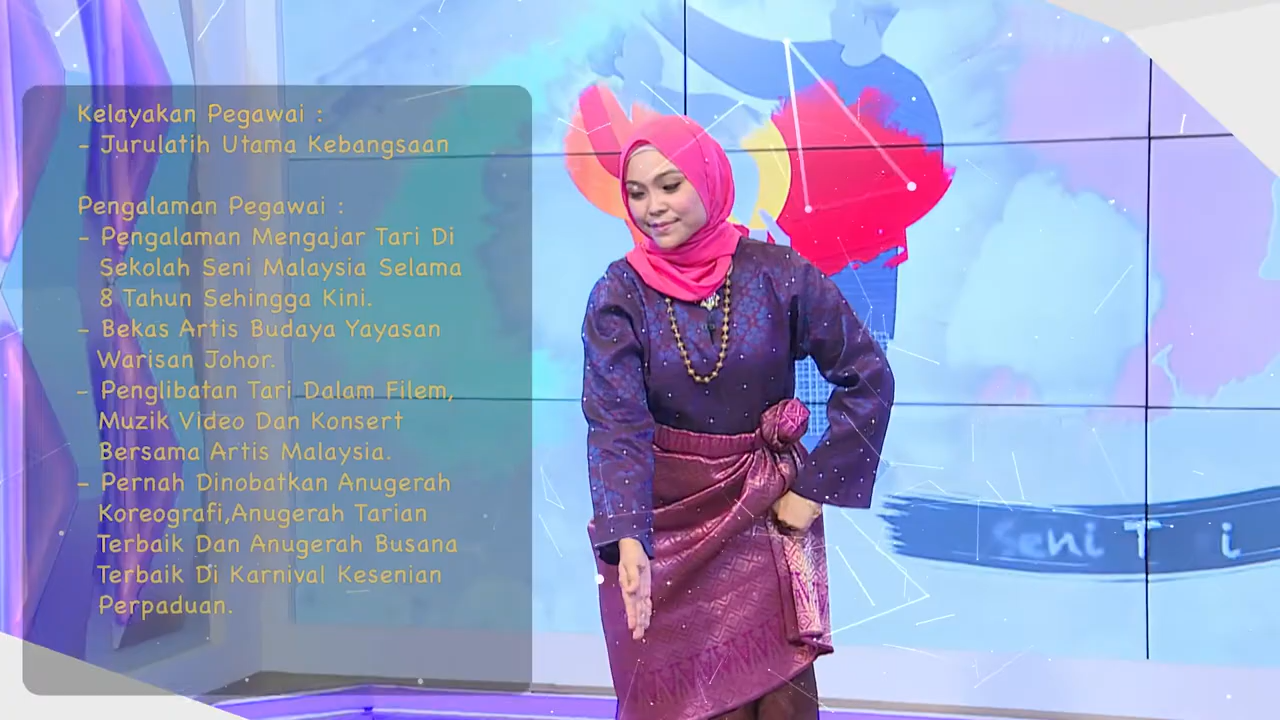 Kelayakan Pegawai :
- Jurulatih Utama Kebangsaan
Pengalaman Pegawai :
- Pengalaman Mengajar Tari Di
Sekolah Seni Malaysia Selama
8 Tahun Sehingga Kini.
- Bekas Artis Budaya Yayasan
Warisan Johor.
- Penglibatan Tari Dalam Filem,
Muzik Video Dan Konsert
Bersama Artis Malaysia.
- Pernah Dinobatkan Anugerah
Koreografi,Anugerah Tarian
Terbaik Dan Anugerah Busana
Terbaik Di Karnival Kesenian
Perpaduan.
Seni T i